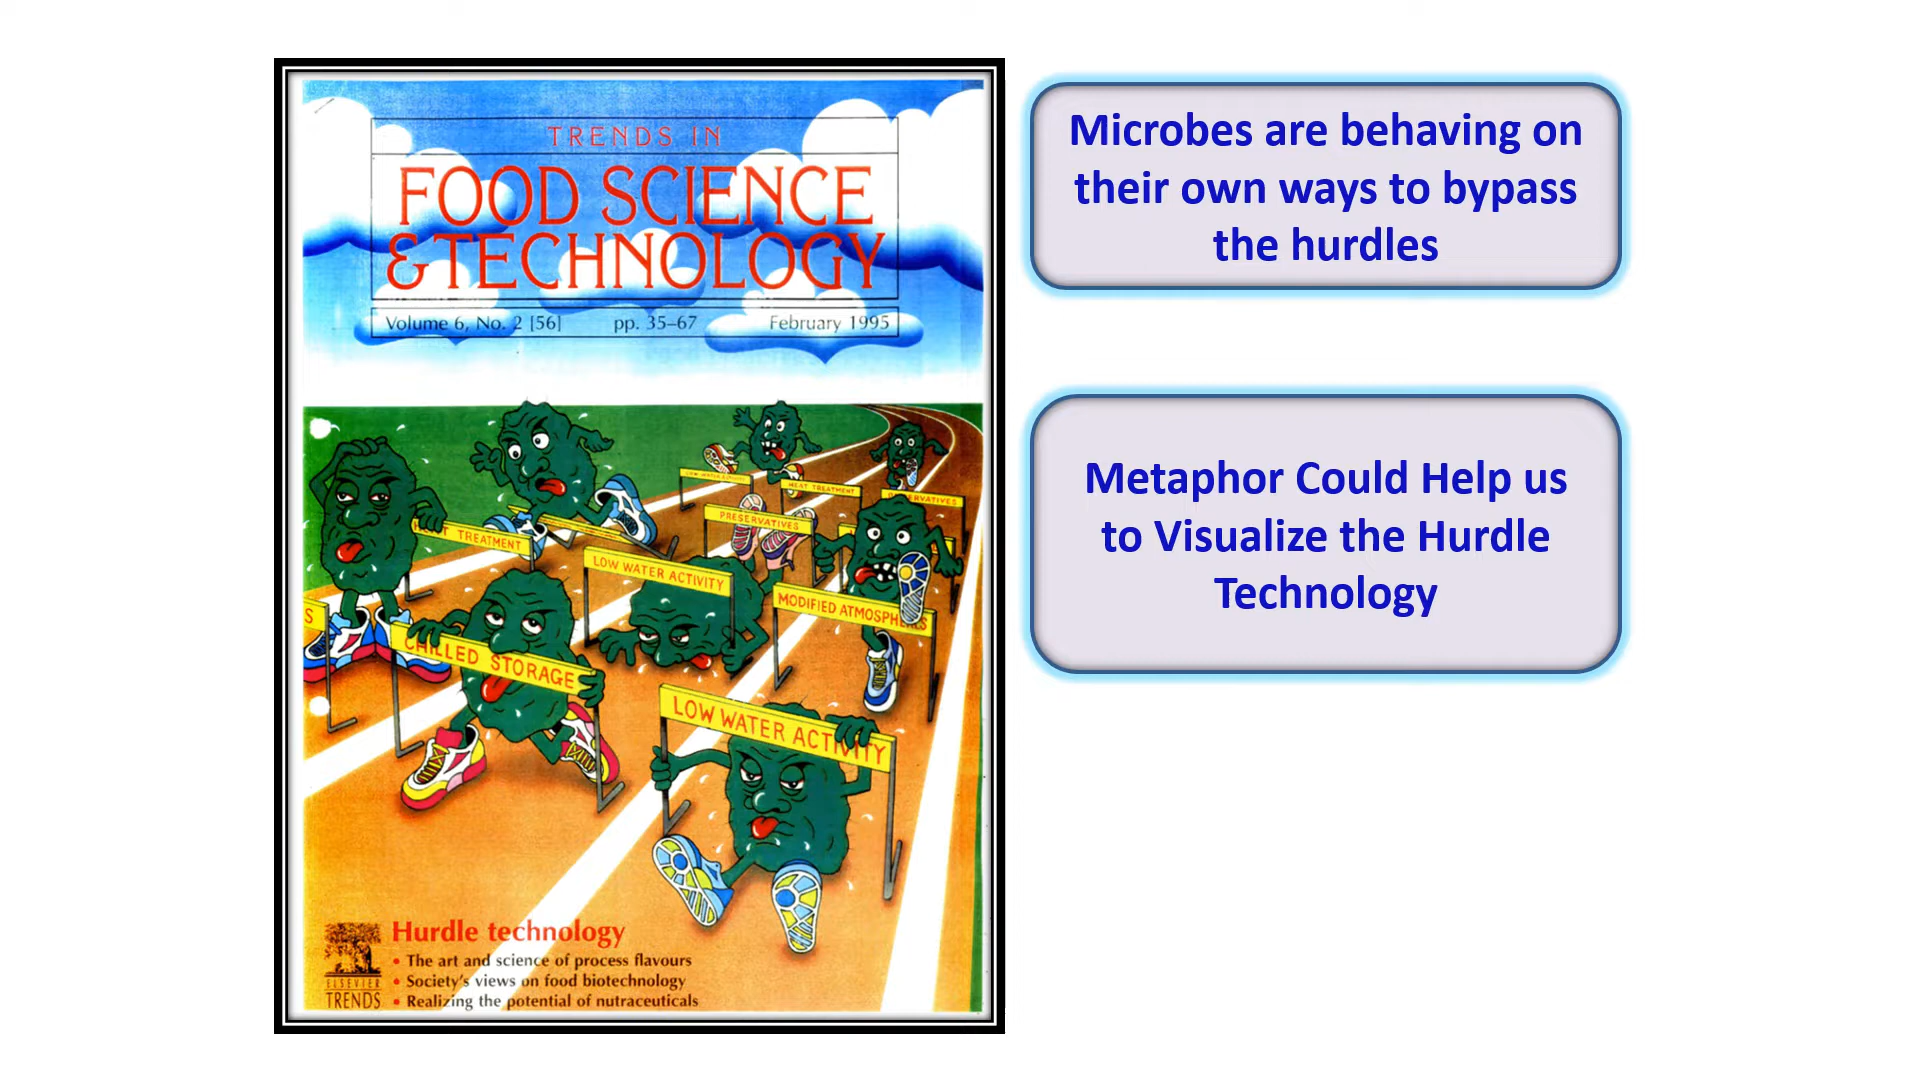 TRENDS IN
FOOD SCIENCE
& TECHNOLOGY
Volume 6, No. 2 [56] pp. 35–67 February 1995
LOW WATER ACTIVITY
HEAT TREATMENT
PRESERVATIVES
TREATMENT
LOW WATER ACTIVITY
MODIFIED ATMOSPHERES
S
CHILLED STORAGE
LOW WATER ACTIVITY
Hurdle technology
• The art and science of process flavours
• Society's views on food biotechnology
• Realizing the potential of nutraceuticals
ELSEVIER
TRENDS
Microbes are behaving on
their own ways to bypass
the hurdles
Metaphor Could Help us
to Visualize the Hurdle
Technology